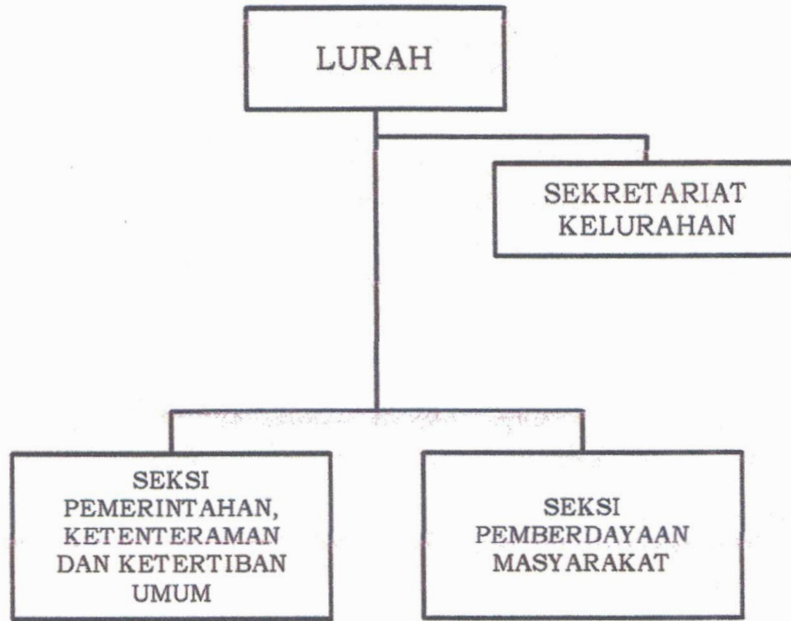 LURAH
SEKRETARIAT
KELURAHAN
SEKSI
PEMERINTAHAN,
KETENTERAMAN
DAN KETERTIBAN
UMUM
SEKSI
PEMBERDAYAAN
MASYARAKAT